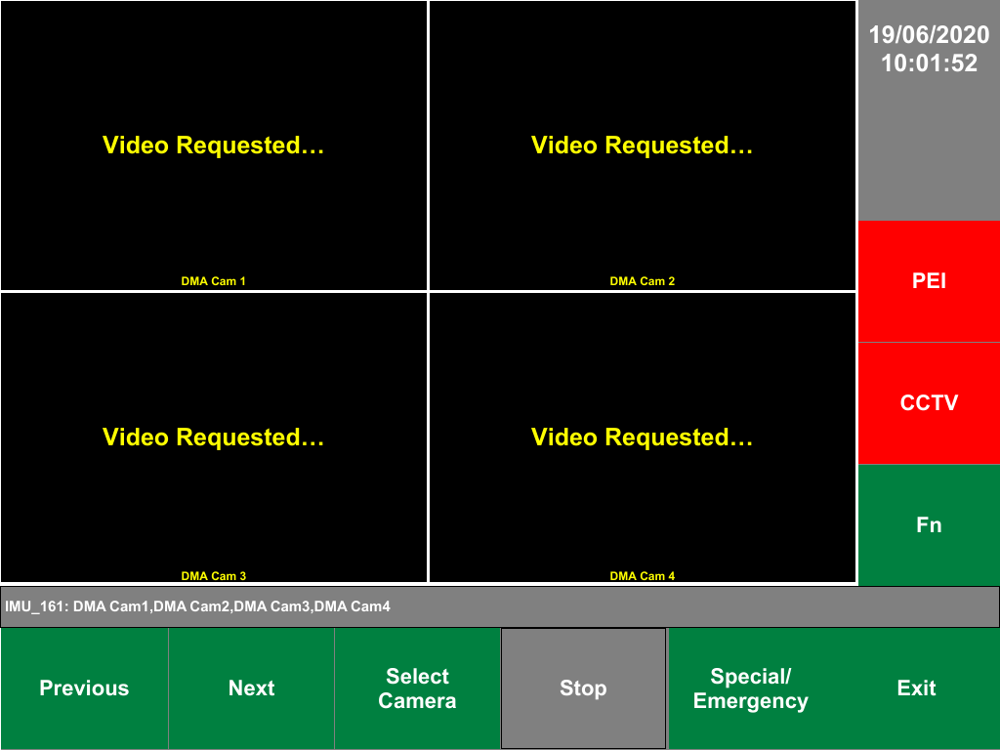 19/06/2020
10:01:52
Video Requested…
Video Requested…
DMA Cam 1
DMA Cam 2
PEI
CCTV
Video Requested…
Video Requested…
Fn
DMA Cam 3
DMA Cam 4
IMU_161: DMA Cam1,DMA Cam2,DMA Cam3,DMA Cam4
Previous
Next
Select
Camera
Stop
Special/
Emergency
Exit